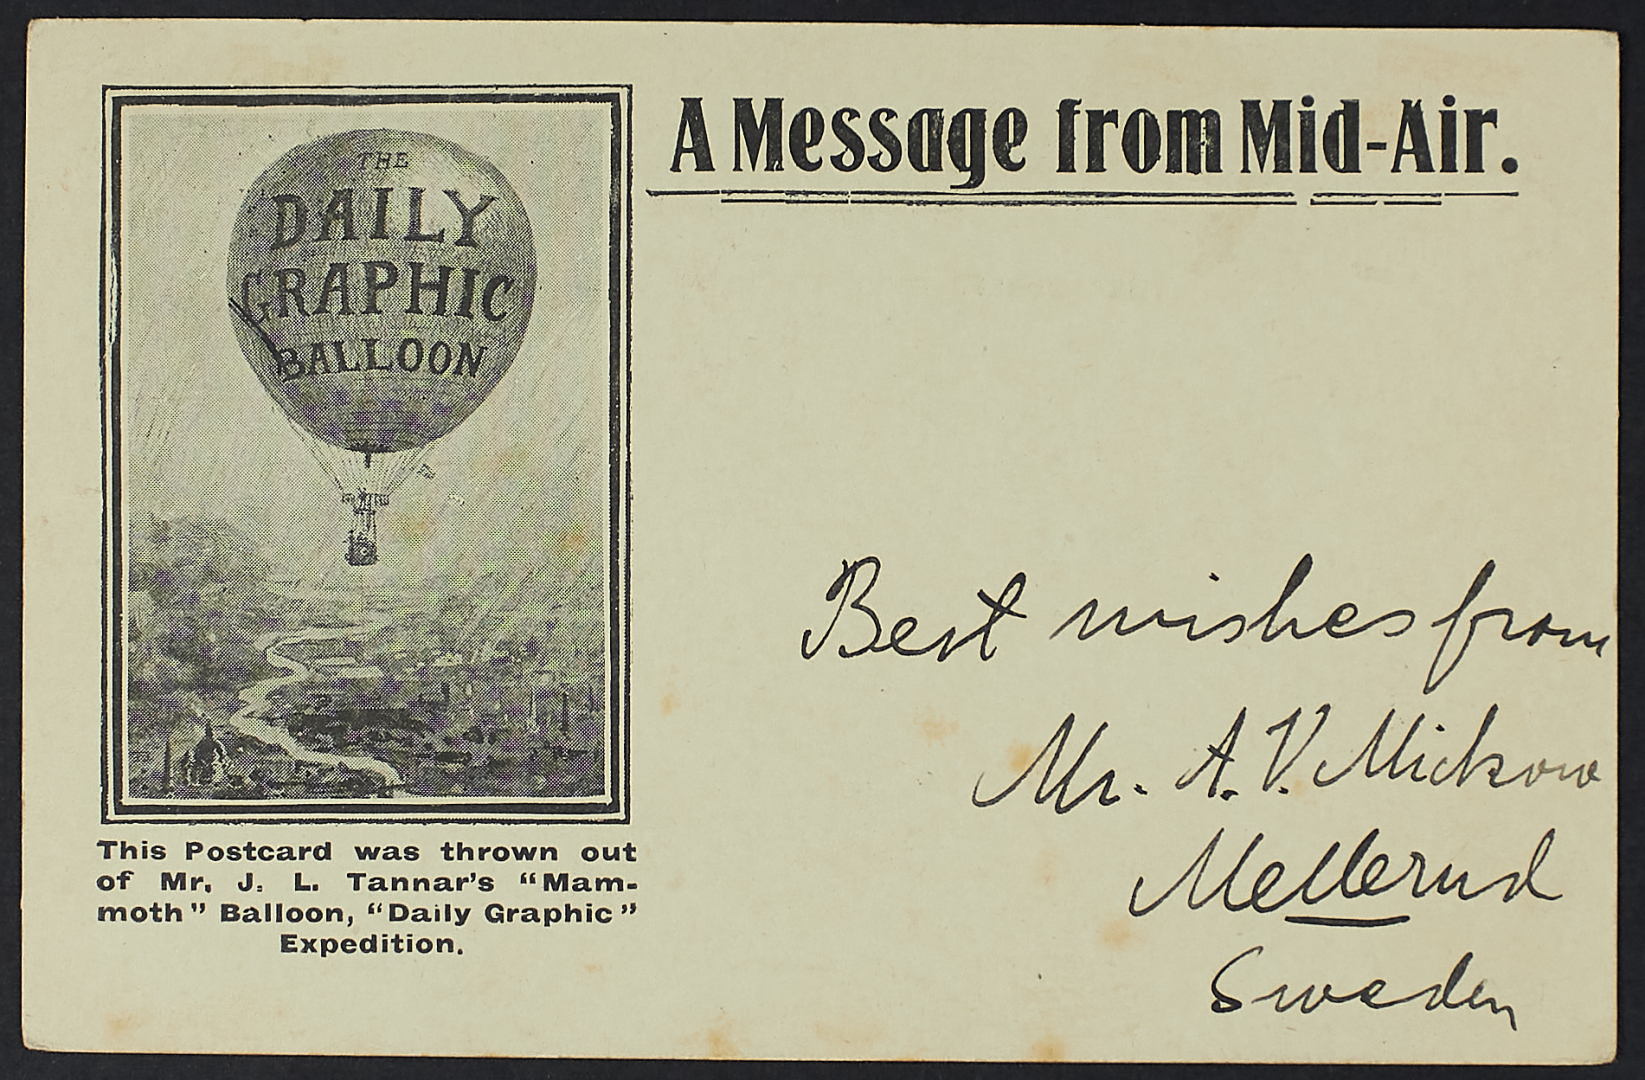 THE
DAILY
GRAPHIC
BALLOON
This Postcard was thrown out
of Mr. J. L. Tannar's “Mam-
moth” Balloon, “Daily Graphic”
Expedition.
A Message from Mid-Air.
Best wishes from
Mr. A. V. Mickow
Mellerud
Sweden